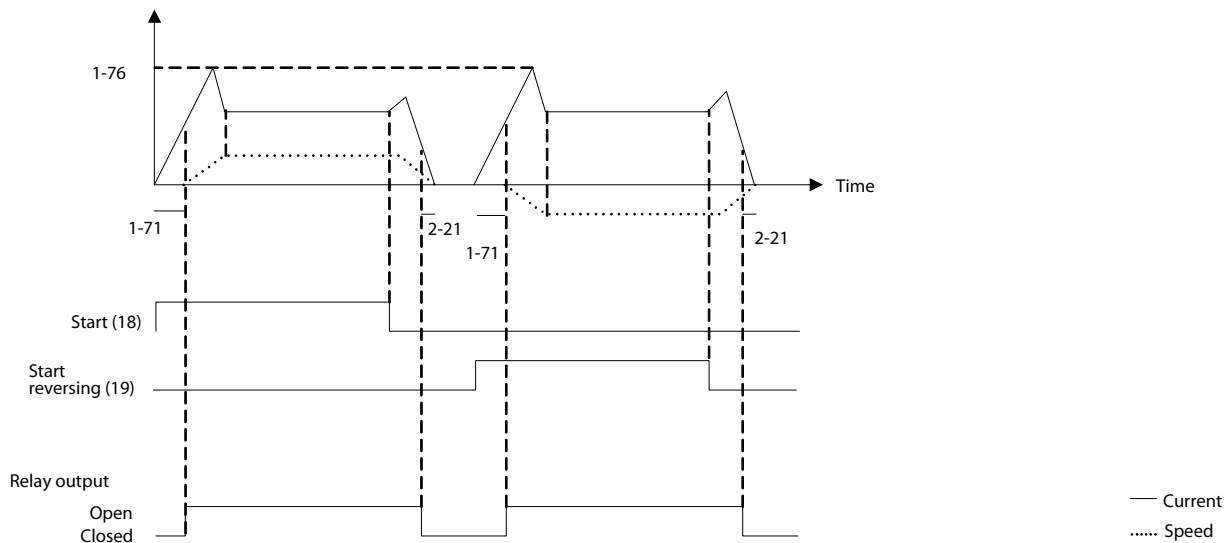 1-76
Time
1-71
2-21
1-71
2-21
Start (18)
Start
reversing (19)
Relay output
Open
Closed
Current
Speed